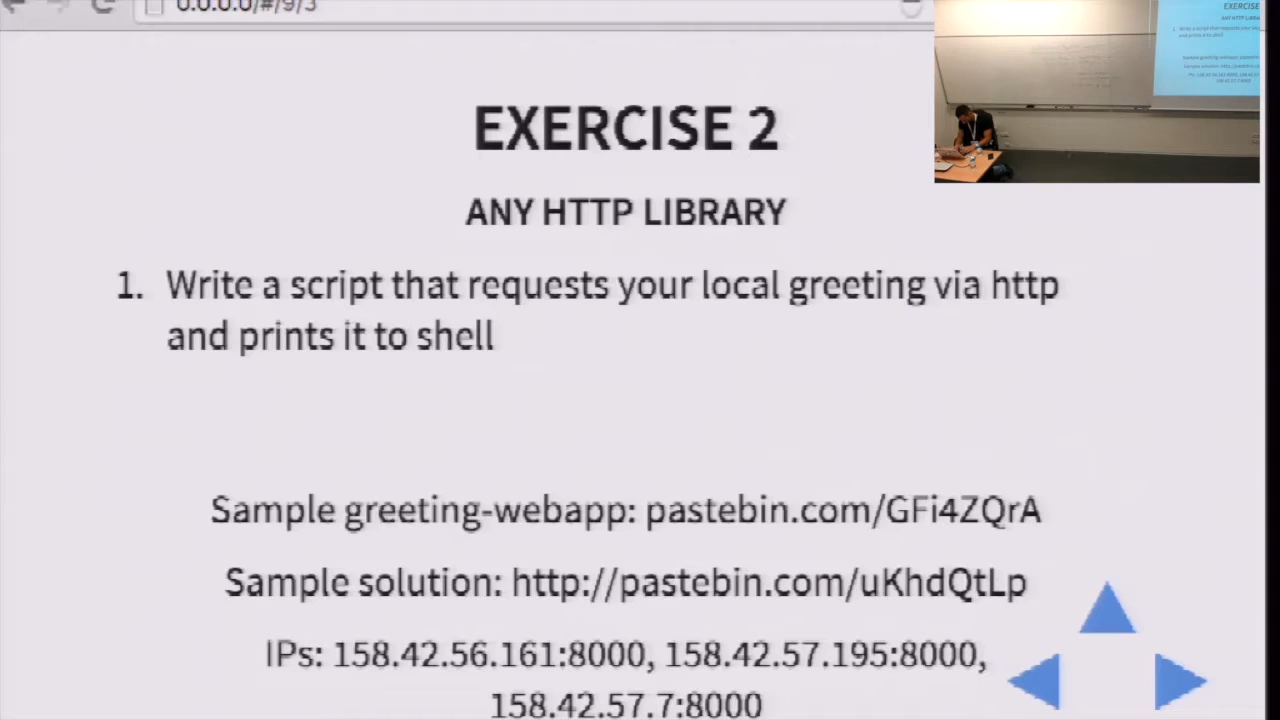 0.0.0.0/#/9/3
EXERCISE 2
ANY HTTP LIBRARY
1. Write a script that requests your local greeting via http
and prints it to shell
Sample greeting-webapp: pastebin.com/GFi4ZQrA
Sample solution: http://pastebin.com/uKhdQtLp
IPs: 158.42.56.161:8000, 158.42.57.195:8000,
158.42.57.7:8000
EXERCISE